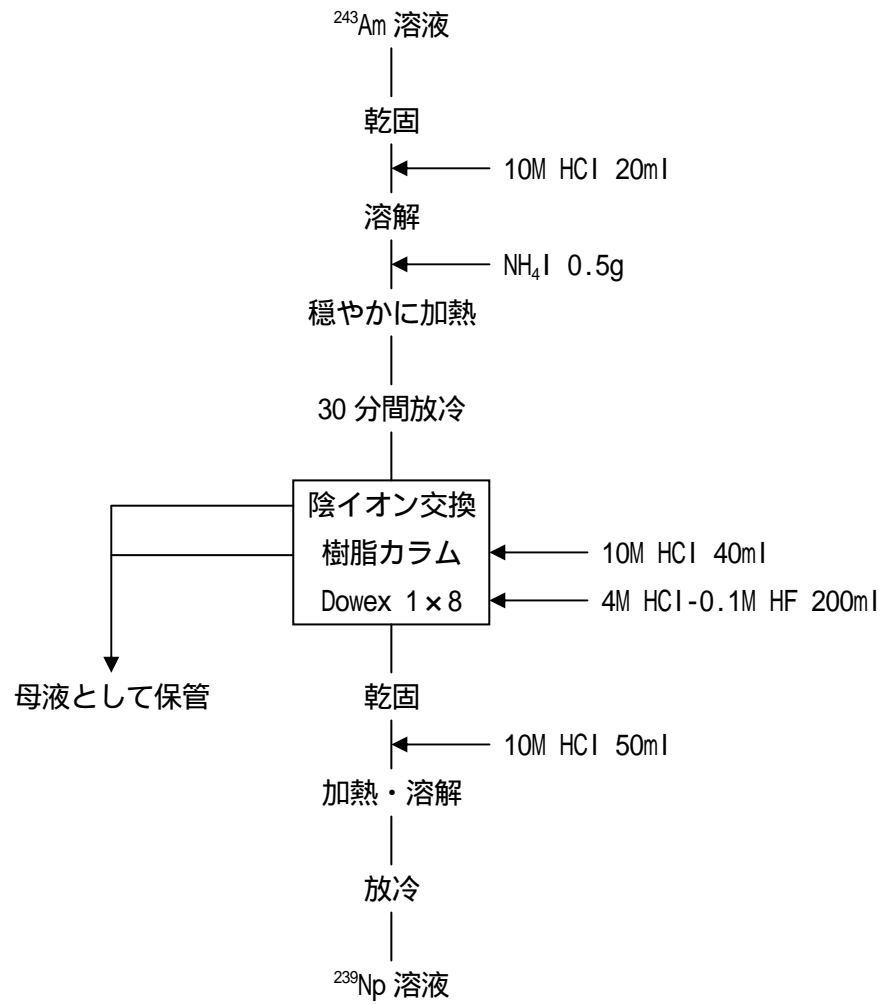 ²⁴³Am 溶液
乾固
10M HCl 20ml
溶解
NH₄I 0.5g
穏やかに加熱
30 分間放冷
陰イオン交換
樹脂カラム
10M HCl 40ml
Dowex 1×8
4M HCl-0.1M HF 200ml
母液として保管
乾固
10M HCl 50ml
加熱・溶解
放冷
²³⁹Np 溶液